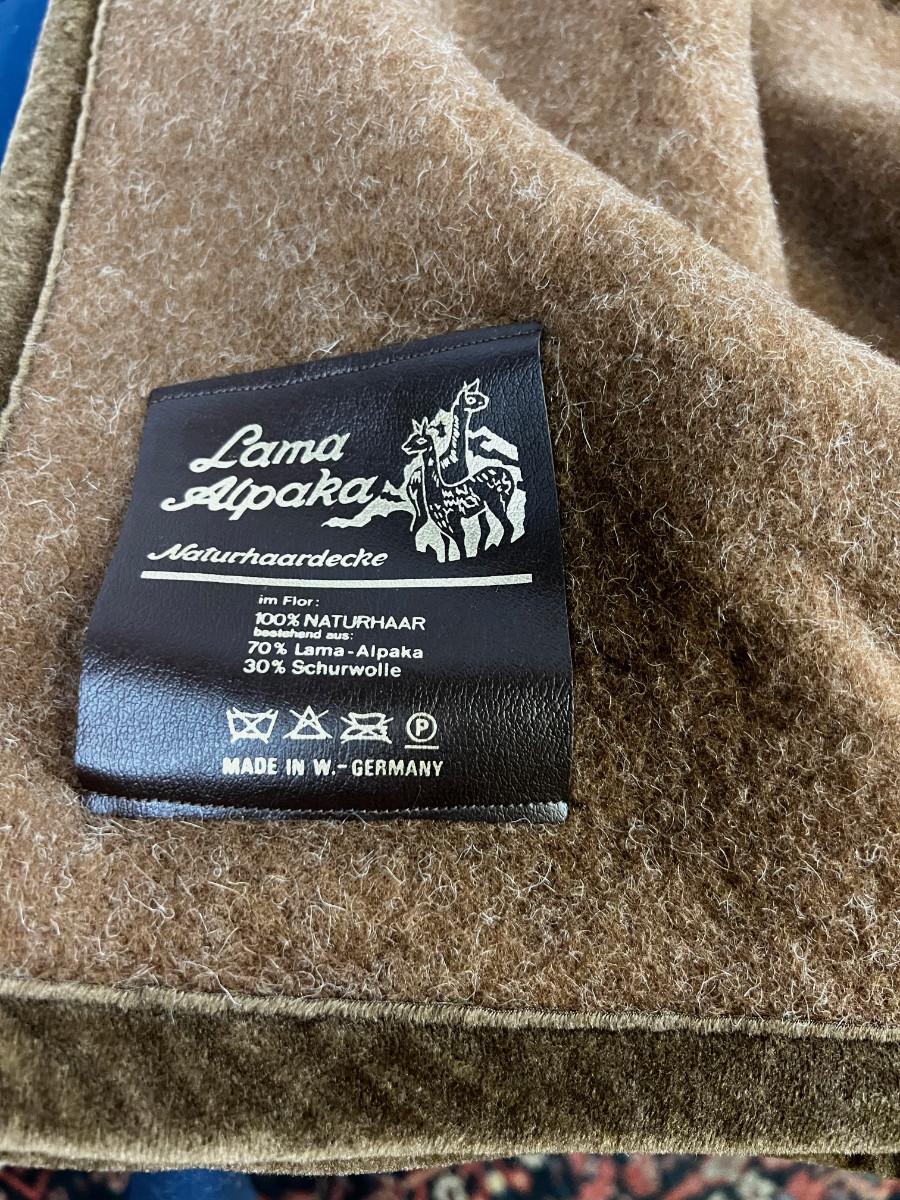 Lama
Alpaka
Naturhaardecke
im Flor:
100% NATURHAAR
bestehend aus:
70% Lama-Alpaka
30% Schurwolle
P
MADE IN W.-GERMANY